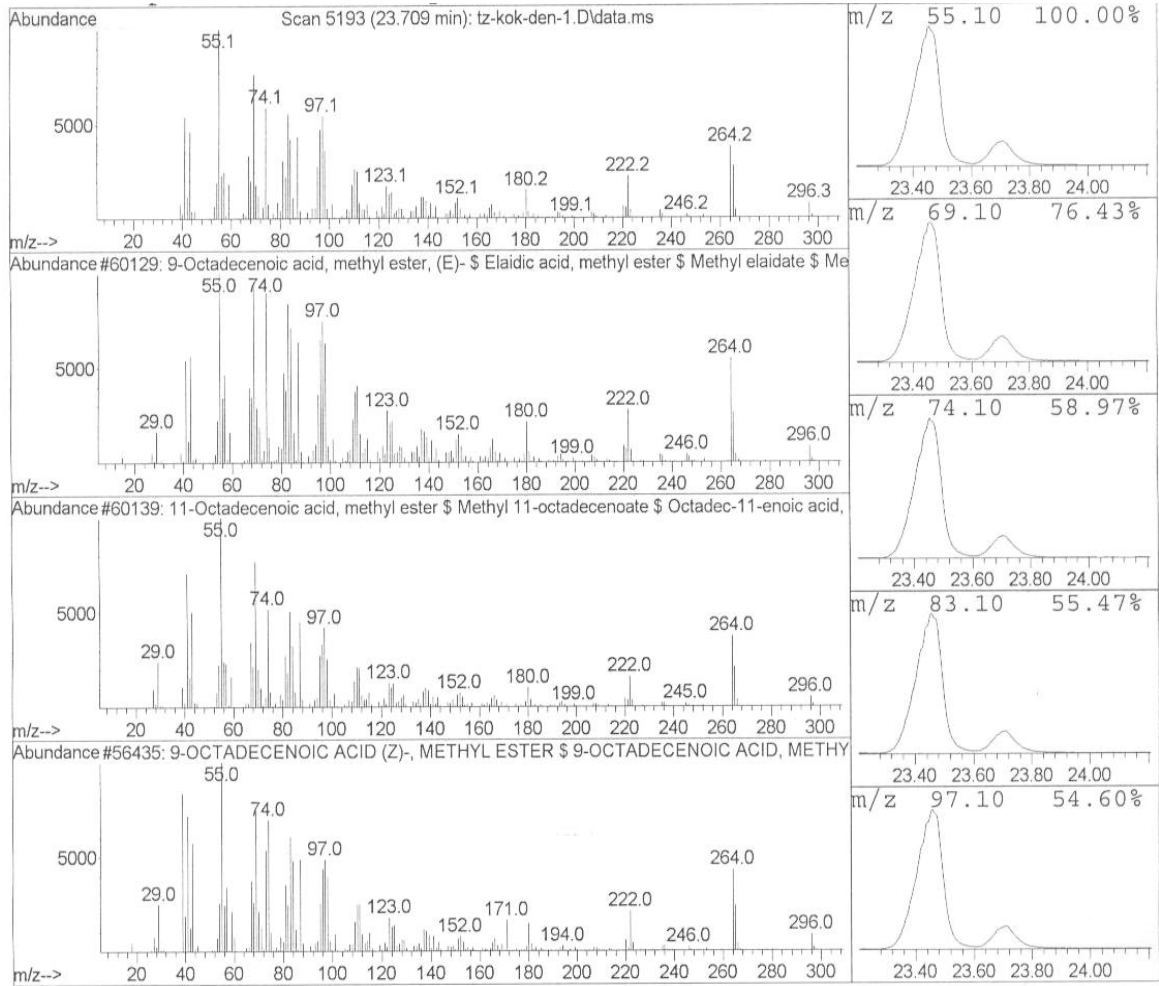 Abundance
Scan 5193 (23.709 min): tz-kok-den-1.D\data.ms
55.1
74.1
97.1
5000
123.1
152.1
180.2
199.1
222.2
246.2
264.2
296.3
m/z-->
20 40 60 80 100 120 140 160 180 200 220 240 260 280 300
Abundance #60129: 9-Octadecenoic acid, methyl ester, (E)- $ Elaidic acid, methyl ester $ Methyl elaidate $ Me
55.0 74.0
97.0
5000
29.0
123.0
152.0
180.0
199.0
222.0
246.0
264.0
296.0
m/z-->
20 40 60 80 100 120 140 160 180 200 220 240 260 280 300
Abundance #60139: 11-Octadecenoic acid, methyl ester $ Methyl 11-octadecenoate $ Octadec-11-enoic acid,
55.0
74.0
97.0
5000
29.0
123.0
152.0
180.0
199.0
222.0
245.0
264.0
296.0
m/z-->
20 40 60 80 100 120 140 160 180 200 220 240 260 280 300
Abundance #56435: 9-OCTADECENOIC ACID (Z)-, METHYL ESTER $ 9-OCTADECENOIC ACID, METHY
55.0
74.0
97.0
5000
29.0
123.0
152.0
171.0
194.0
222.0
246.0
264.0
296.0
m/z-->
20 40 60 80 100 120 140 160 180 200 220 240 260 280 300
m/z 55.10 100.00%
23.40 23.60 23.80 24.00
m/z 69.10 76.43%
23.40 23.60 23.80 24.00
m/z 74.10 58.97%
23.40 23.60 23.80 24.00
m/z 83.10 55.47%
23.40 23.60 23.80 24.00
m/z 97.10 54.60%
23.40 23.60 23.80 24.00